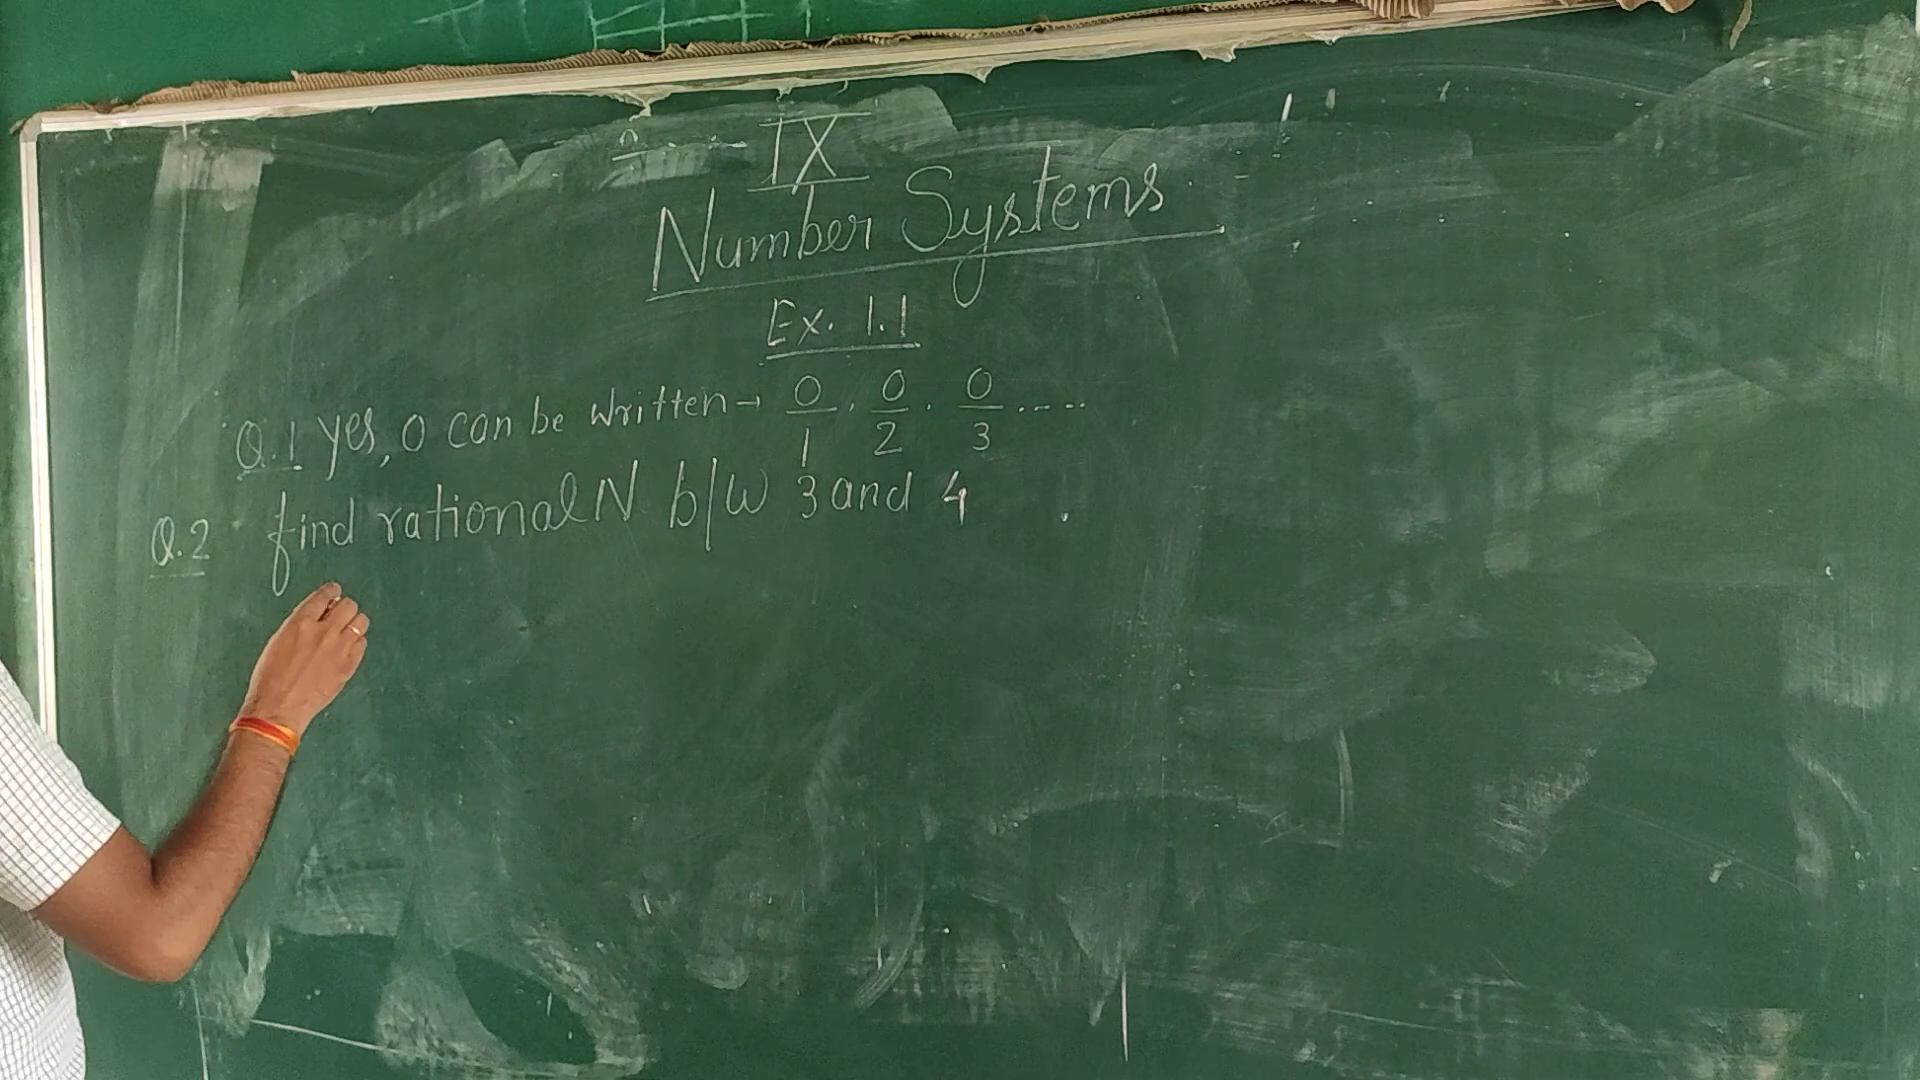 IX
Number Systems
Ex. 1.1
Q.1 yes, 0 can be written → 0/1, 0/2, 0/3 ....
Q.2 find rational N b/w 3 and 4